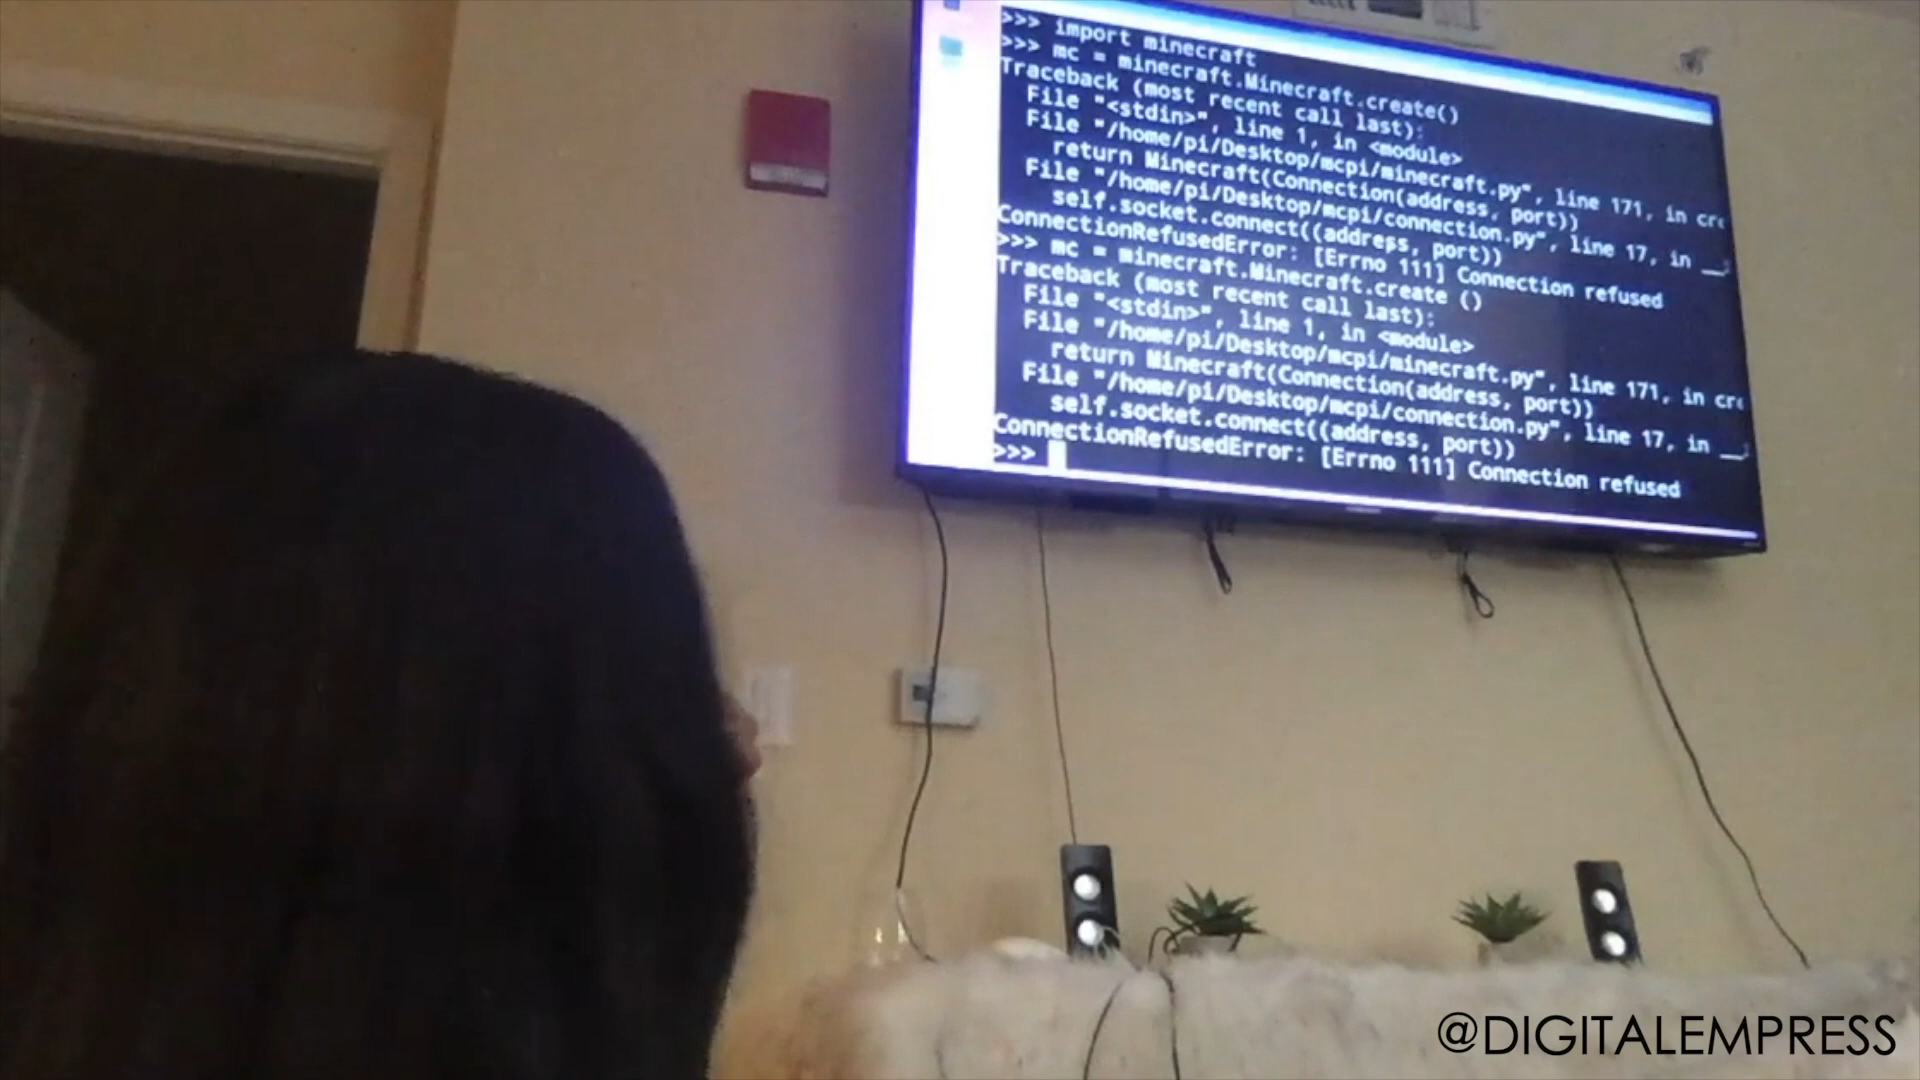 >>> import minecraft
>>> mc = minecraft.Minecraft.create()
Traceback (most recent call last):
File "<stdin>", line 1, in <module>
File "/home/pi/Desktop/mcpi/minecraft.py", line 171, in cre
return Minecraft(Connection(address, port))
File "/home/pi/Desktop/mcpi/connection.py", line 17, in __
self.socket.connect((address, port))
ConnectionRefusedError: [Errno 111] Connection refused
>>> mc = minecraft.Minecraft.create ()
Traceback (most recent call last):
File "<stdin>", line 1, in <module>
File "/home/pi/Desktop/mcpi/minecraft.py", line 171, in cre
return Minecraft(Connection(address, port))
File "/home/pi/Desktop/mcpi/connection.py", line 17, in __
self.socket.connect((address, port))
ConnectionRefusedError: [Errno 111] Connection refused
>>>
@DIGITALEMPRESS